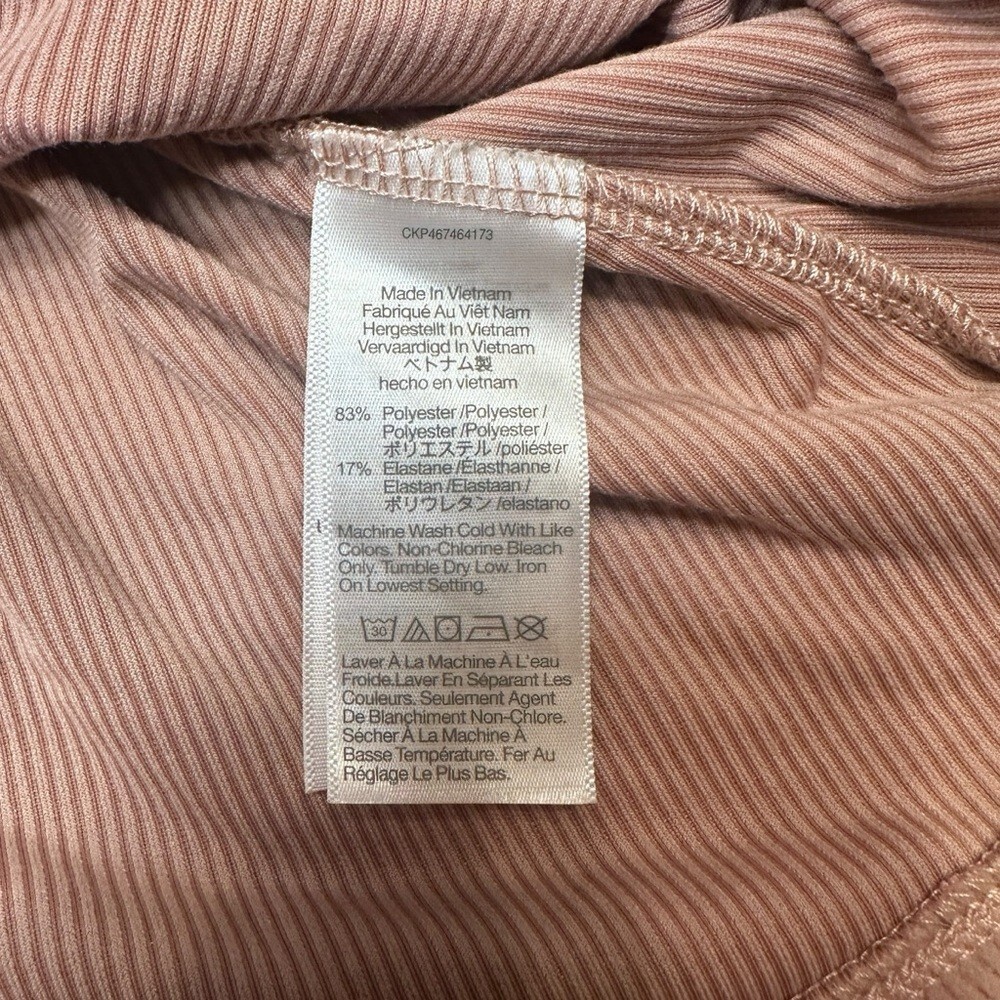 CKP467464173
Made In Vietnam
Fabriqué Au Viêt Nam
Hergestellt In Vietnam
Vervaardigd In Vietnam
ベトナム製
hecho en vietnam
83% Polyester /Polyester /
Polyester /Polyester /
ポリエステル /poliéster
17% Elastane /Elasthanne /
Elastan /Elastaan /
ポリウレタン /elastano
Machine Wash Cold With Like
Colors. Non-Chlorine Bleach
Only. Tumble Dry Low. Iron
On Lowest Setting.
30
Laver À La Machine À L'eau
Froide.Laver En Séparant Les
Couleurs. Seulement Agent
De Blanchiment Non-Chlore.
Sécher À La Machine À
Basse Température. Fer Au
Réglage Le Plus Bas.